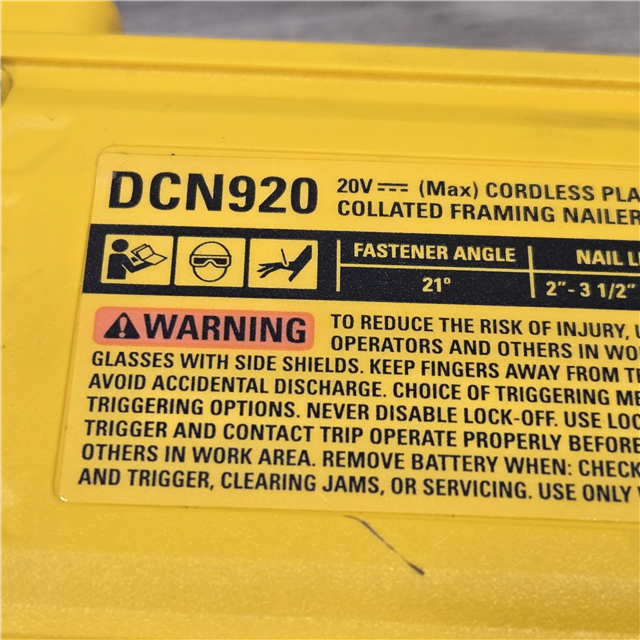 DCN920 20V (Max) CORDLESS PLA
COLLATED FRAMING NAILER
FASTENER ANGLE NAIL L
21° 2"- 3 1/2"
WARNING TO REDUCE THE RISK OF INJURY,
OPERATORS AND OTHERS IN WO
GLASSES WITH SIDE SHIELDS. KEEP FINGERS AWAY FROM T
AVOID ACCIDENTAL DISCHARGE. CHOICE OF TRIGGERING ME
TRIGGERING OPTIONS. NEVER DISABLE LOCK-OFF. USE LOC
TRIGGER AND CONTACT TRIP OPERATE PROPERLY BEFORE
OTHERS IN WORK AREA. REMOVE BATTERY WHEN: CHECK
AND TRIGGER, CLEARING JAMS, OR SERVICING. USE ONLY